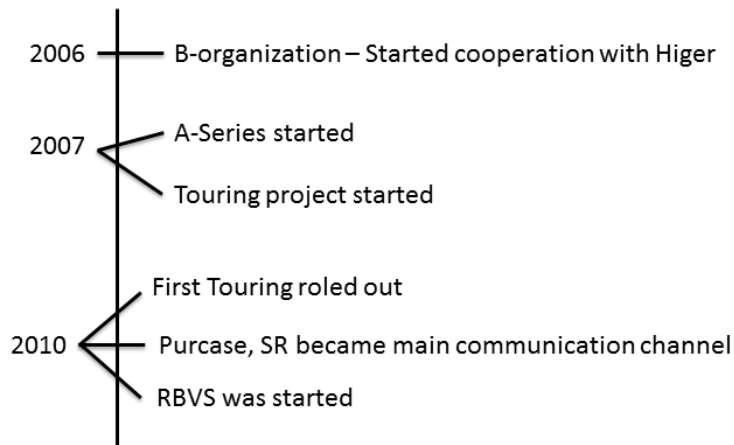 2006 B-organization – Started cooperation with Higer
2007
A-Series started
Touring project started
First Touring roled out
2010 Purcase, SR became main communication channel
RBVS was started